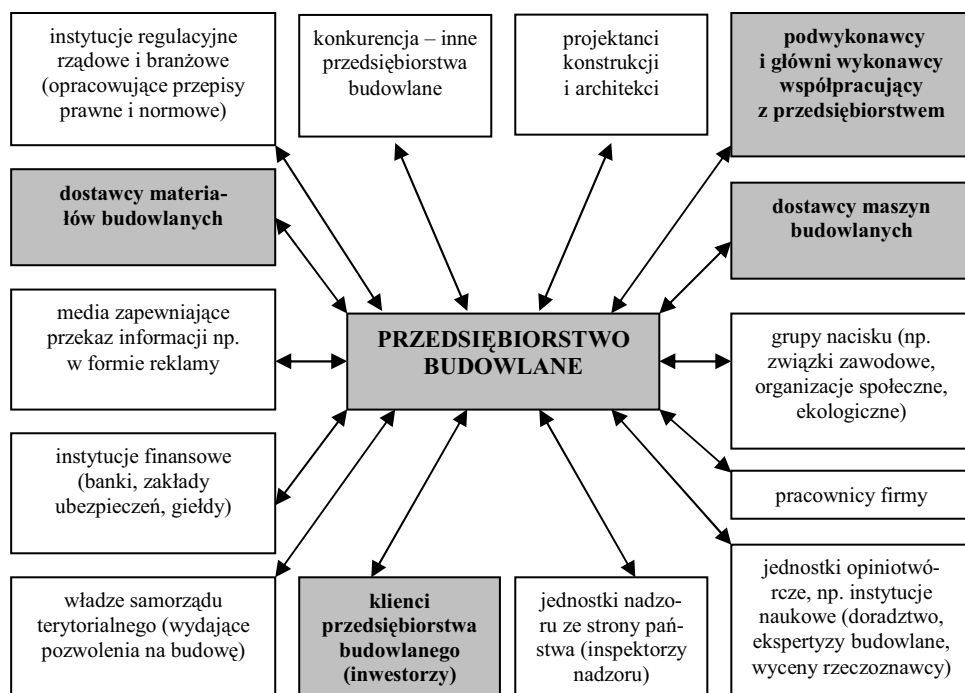 instytucje regulacyjne
rządowe i branżowe
(opracowujące przepisy
prawne i normowe)
konkurencja – inne
przedsiębiorstwa
budowlane
projektanci
konstrukcji
i architekci
podwykonawcy
i główni wykonawcy
współpracujący
z przedsiębiorstwem
dostawcy materia-
łów budowlanych
dostawcy maszyn
budowlanych
media zapewniające
przekaz informacji np.
w formie reklamy
PRZEDSIĘBIORSTWO
BUDOWLANE
grupy nacisku (np.
związki zawodowe,
organizacje społeczne,
ekologiczne)
instytucje finansowe
(banki, zakłady
ubezpieczeń, giełdy)
pracownicy firmy
władze samorządu
terytorialnego (wydające
pozwolenia na budowę)
klienci
przedsiębiorstwa
budowlanego
(inwestorzy)
jednostki nadzo-
ru ze strony pań-
stwa (inspektorzy
nadzoru)
jednostki opiniotwó-
rcze, np. instytucje
naukowe (doradztwo,
ekspertyzy budowlane,
wyceny rzeczoznawcy)